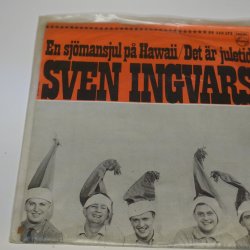 En sjömansjul på Hawaii / Det är juletid
SVEN INGVARS